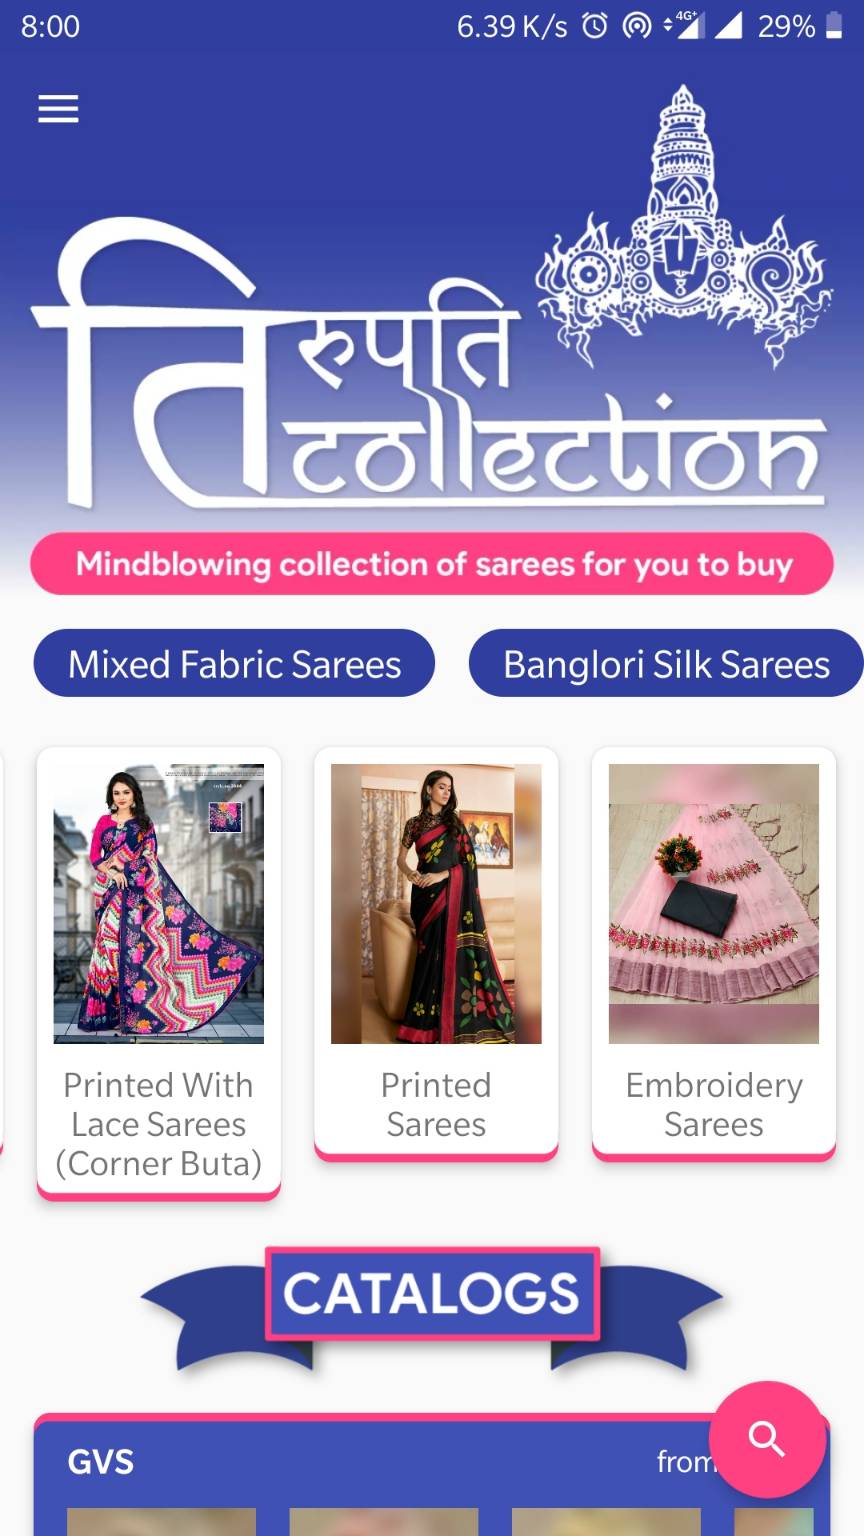 8:00
6.39 K/s 4G+ 29%
तिरुपति
collection
Mindblowing collection of sarees for you to buy
Mixed Fabric Sarees
Banglori Silk Sarees
Printed With
Lace Sarees
(Corner Buta)
Printed
Sarees
Embroidery
Sarees
CATALOGS
GVS
from